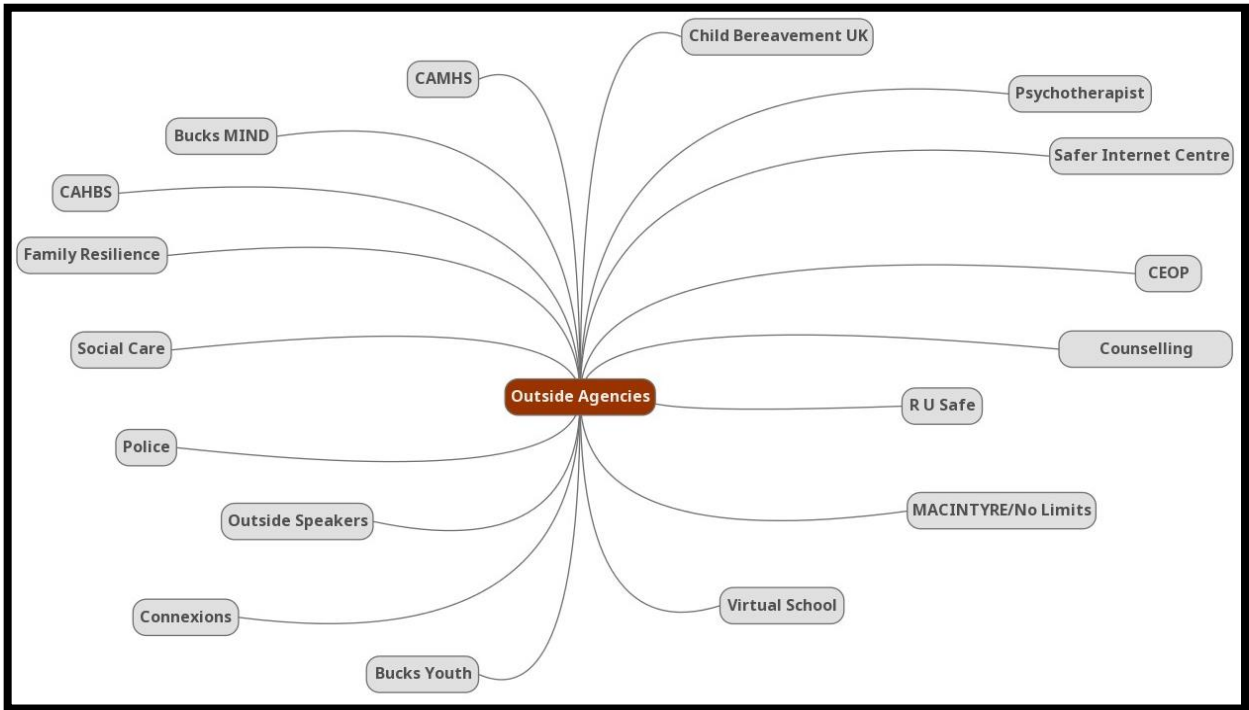 Child Bereavement UK
CAMHS
Psychotherapist
Bucks MIND
Safer Internet Centre
CAHBS
Family Resilience
CEOP
Social Care
Counselling
Outside Agencies
R U Safe
Police
MACINTYRE/No Limits
Outside Speakers
Virtual School
Connexions
Bucks Youth